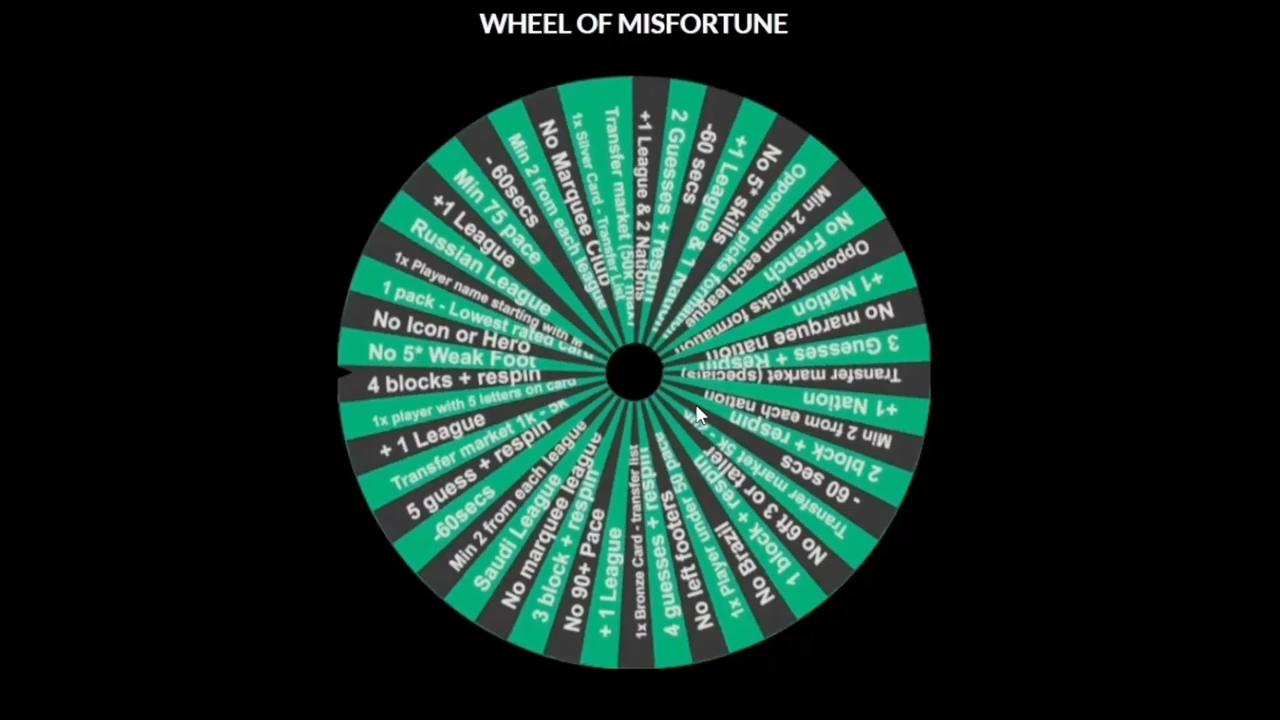 WHEEL OF MISFORTUNE
+1 League & 2 Nations
2 Guesses + respin
-60 secs
+1 League & 1 Nation
No 5* skills
Opponent picks formation
Min 2 from each league
No French
Opponent picks formation
+1 Nation
No marquee nation
3 Guesses + Respin
Transfer market (specials)
+1 Nation
Min 2 from each nation
2 block + respin
- 60 secs
Transfer market 5k -
No 6ft 3 or taller
1 block + respin
No Brazil
1x Player under 50 pace
No left footers
4 guesses + respin
1x Bronze Card - transfer list
+ 1 League
No 90+ Pace
3 block + respin
No marquee league
Saudi League
Min 2 from each league
-60secs
5 guess + respin
Transfer market 1k - 5k
+ 1 League
1x player with 5 letters on card
4 blocks + respin
No 5* Weak Foot
No Icon or Hero
1 pack - Lowest rated card
1x Player name starting with M
Russian League
+1 League
Min 75 pace
- 60secs
Min 2 from each league
No Marquee Club
1x Silver Card - Transfer List
Transfer market (50k max)